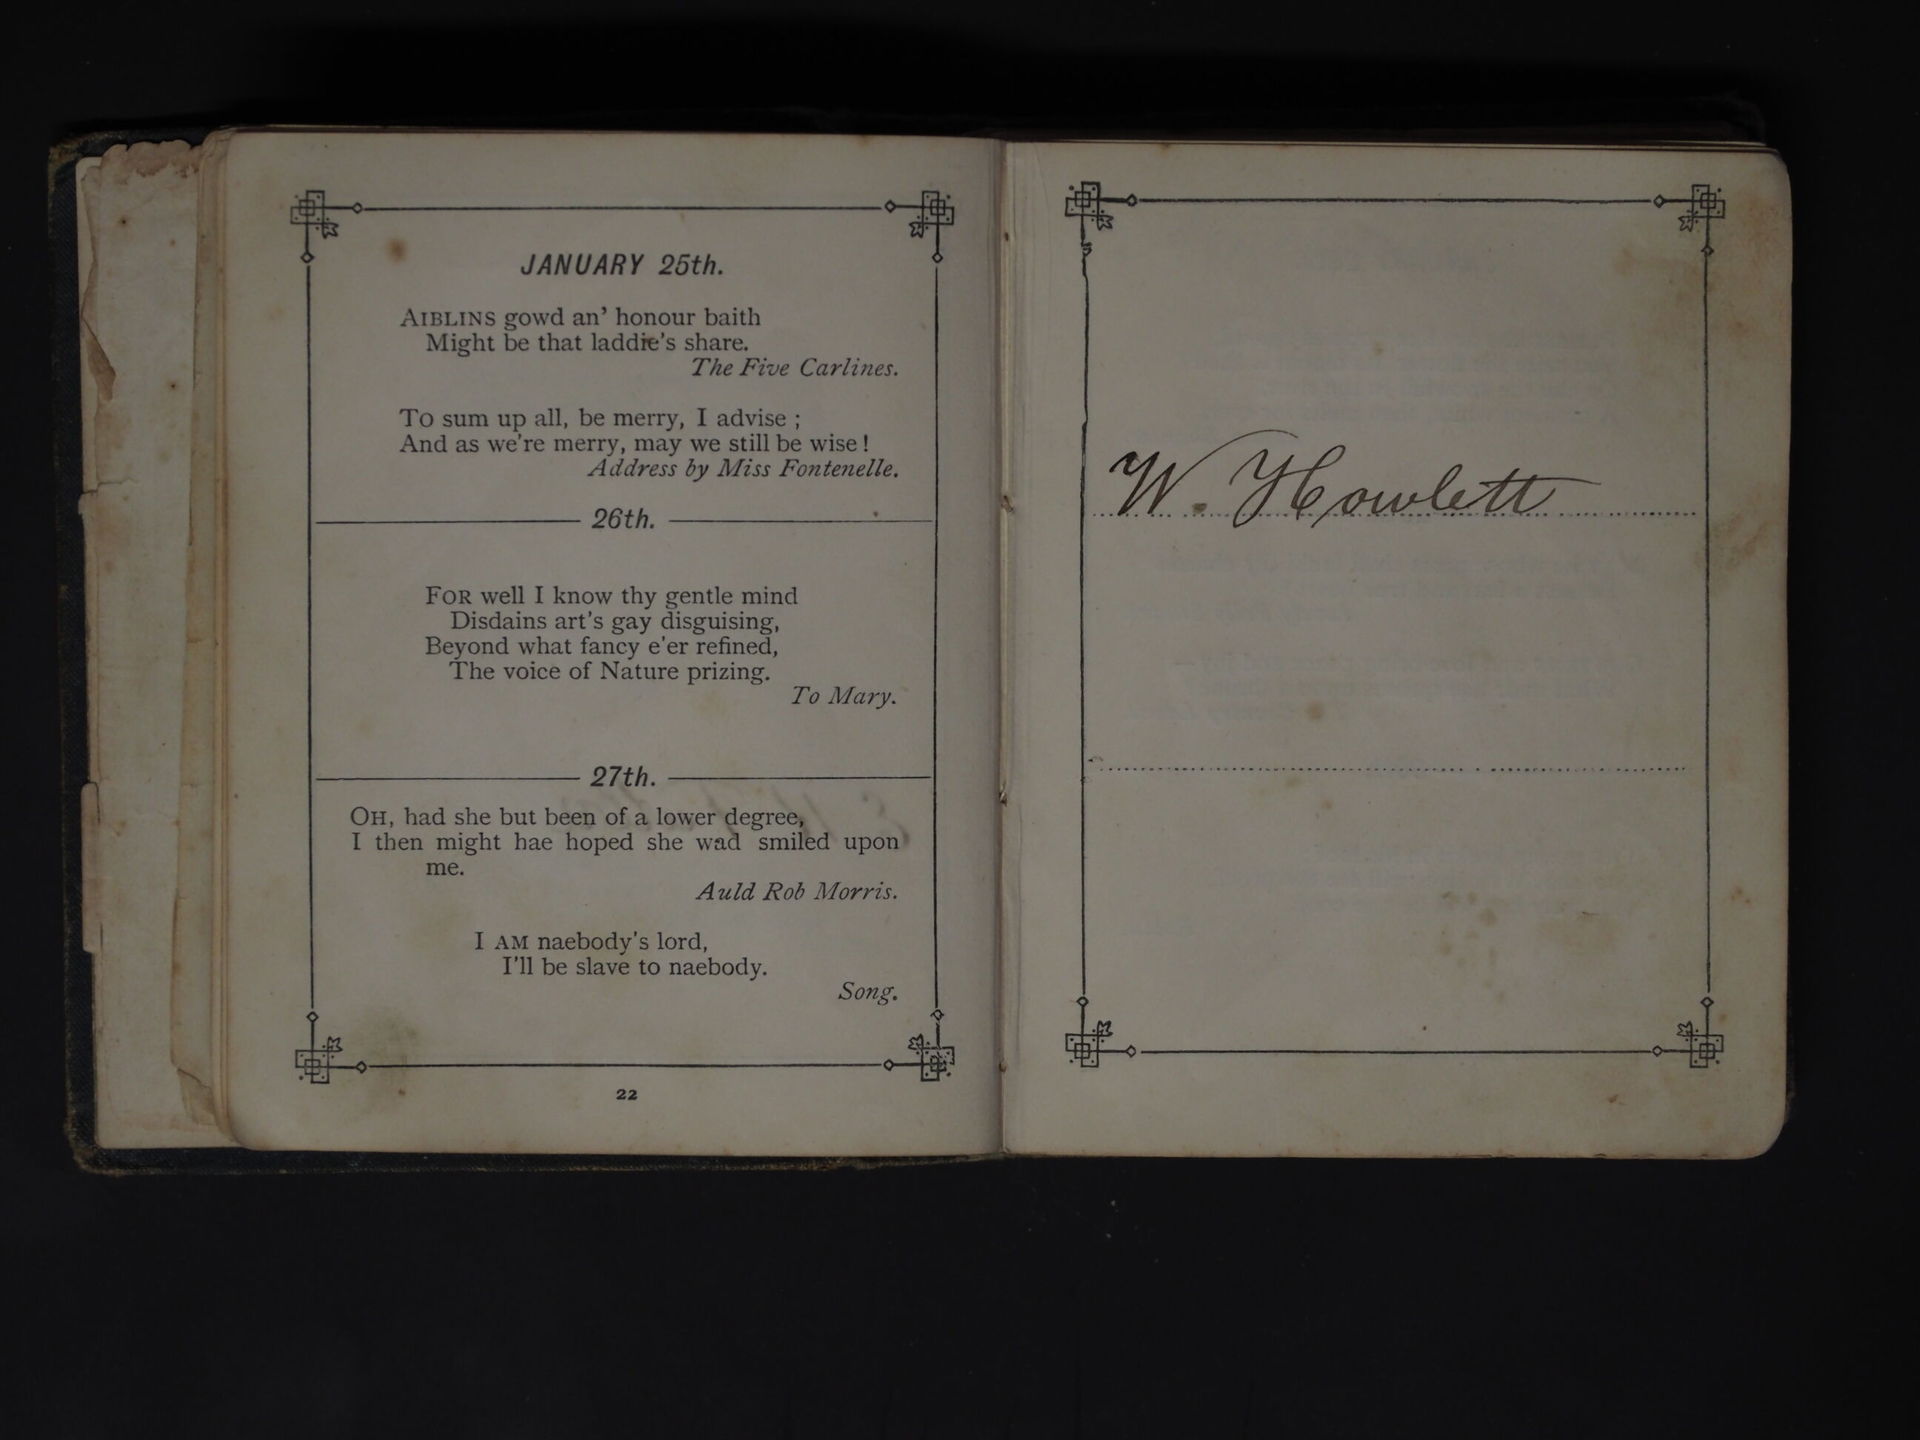 JANUARY 25th.
AIBLINS gowd an' honour baith
Might be that laddie's share.
The Five Carlines.
To sum up all, be merry, I advise ;
And as we're merry, may we still be wise !
Address by Miss Fontenelle.
26th.
FOR well I know thy gentle mind
Disdains art's gay disguising,
Beyond what fancy e'er refined,
The voice of Nature prizing.
To Mary.
27th.
OH, had she but been of a lower degree,
I then might hae hoped she wad smiled upon
me.
Auld Rob Morris.
I AM naebody's lord,
I'll be slave to naebody.
Song.
22
W. Howlett